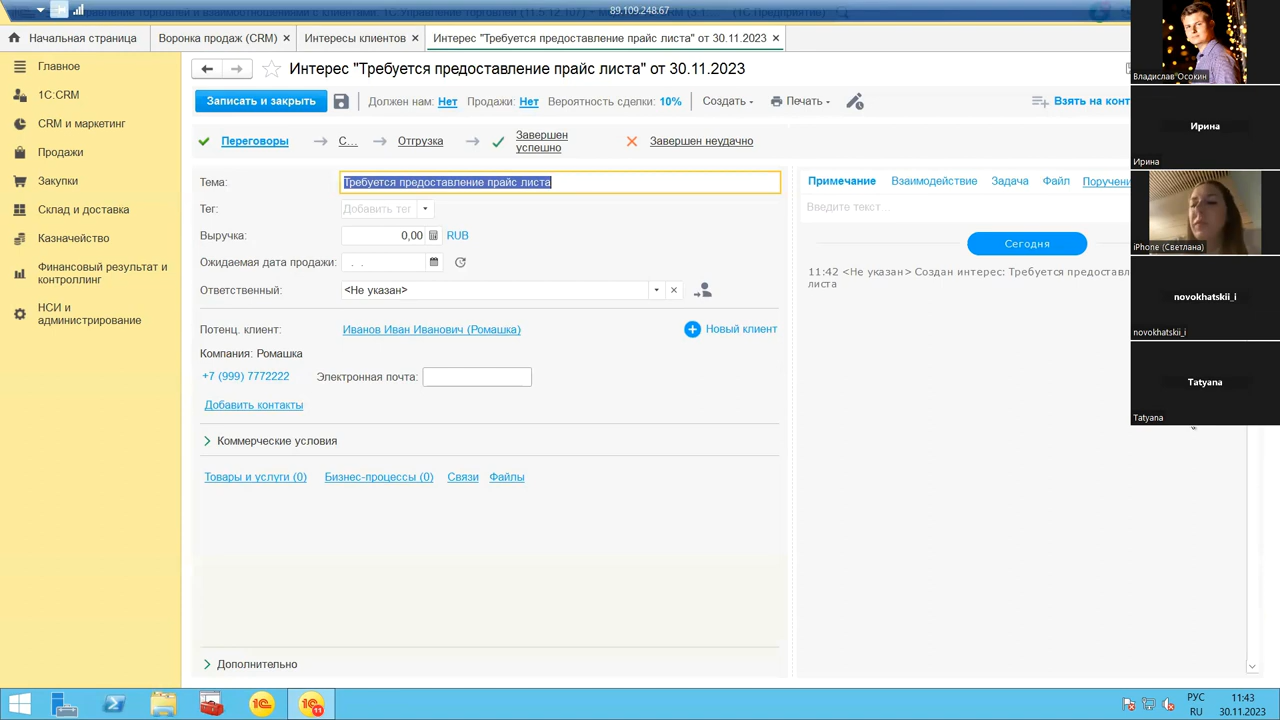 89.109.248.67
Начальная страница
Воронка продаж (CRM) ×
Интересы клиентов ×
Интерес "Требуется предоставление прайс листа" от 30.11.2023 ×
Главное
1C:CRM
CRM и маркетинг
Продажи
Закупки
Склад и доставка
Казначейство
Финансовый результат и
контроллинг
НСИ и
администрирование
Интерес "Требуется предоставление прайс листа" от 30.11.2023
Записать и закрыть
Должен нам: Нет Продажи: Нет Вероятность сделки: 10%
Создать
Печать
Взять на конт
Переговоры
С...
Отгрузка
Завершен
успешно
Завершен неудачно
Тема: Требуется предоставление прайс листа
Тег: Добавить тег
Выручка: 0,00 RUB
Ожидаемая дата продажи: . .
Ответственный: <Не указан>
Потенц. клиент: Иванов Иван Иванович (Ромашка)
Новый клиент
Компания: Ромашка
+7 (999) 7772222 Электронная почта:
Добавить контакты
Коммерческие условия
Товары и услуги (0) Бизнес-процессы (0) Связи Файлы
Дополнительно
Примечание Взаимодействие Задача Файл Поручени
Введите текст...
Сегодня
11:42 <Не указан> Создан интерес: Требуется предоставл
листа
Владислав Осокин
Ирина
Ирина
iPhone (Светлана)
novokhatskii_i
novokhatskii_i
Tatyana
Tatyana
11
РУС
RU
11:43
30.11.2023